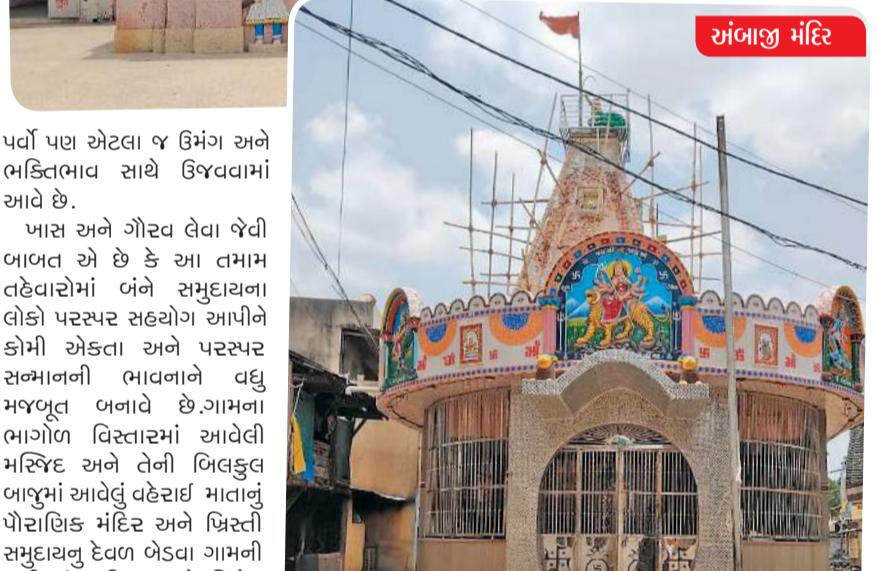 અંબાજી મંદિર
પર્વો પણ એટલા જ ઉમંગ અને
ભક્તિભાવ સાથે ઉજવવામાં
આવે છે.
ખાસ અને ગૌરવ લેવા જેવી
બાબત એ છે કે આ તમામ
તહેવારોમાં બંને સમુદાયના
લોકો પરસ્પર સહયોગ આપીને
કોમી એકતા અને પરસ્પર
સન્માનની ભાવનાને વધુ
મજબૂત બનાવે છે.ગામના
ભાગોળ વિસ્તારમાં આવેલી
મસ્જિદ અને તેની બિલકુલ
બાજુમાં આવેલું વહેરાઈ માતાનું
પૌરાણિક મંદિર અને ખ્રિસ્તી
સમુદાયનુ દેવળ બેડવા ગામની